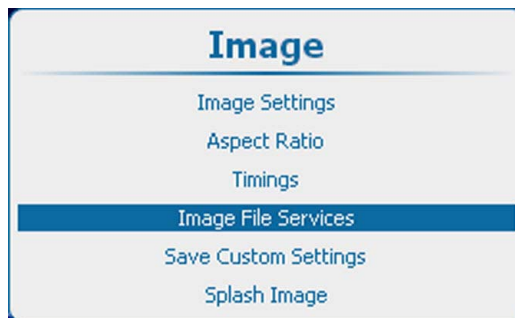 Image
Image Settings
Aspect Ratio
Timings
Image File Services
Save Custom Settings
Splash Image